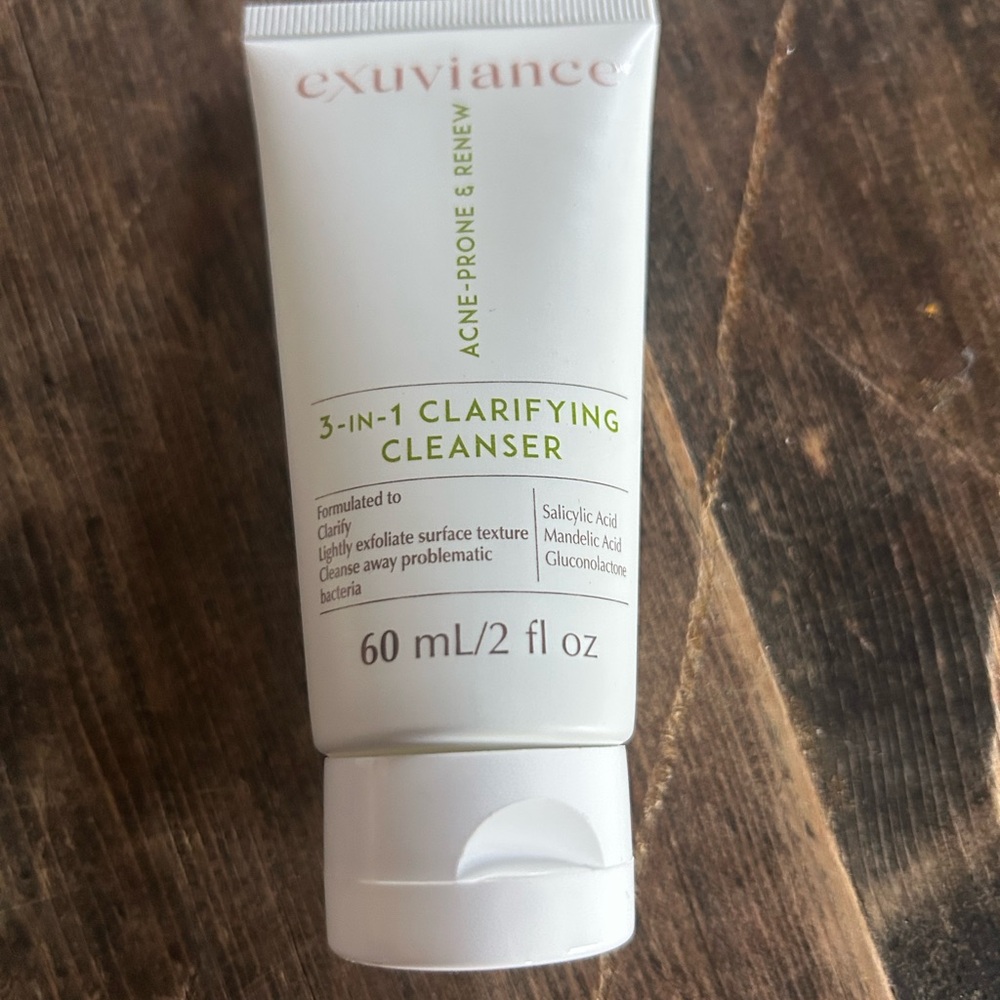 exuviance
ACNE-PRONE & RENEW
3-IN-1 CLARIFYING
CLEANSER
Formulated to
Clarify
Lightly exfoliate surface texture
Cleanse away problematic
bacteria
Salicylic Acid
Mandelic Acid
Gluconolactone
60 mL/2 fl oz